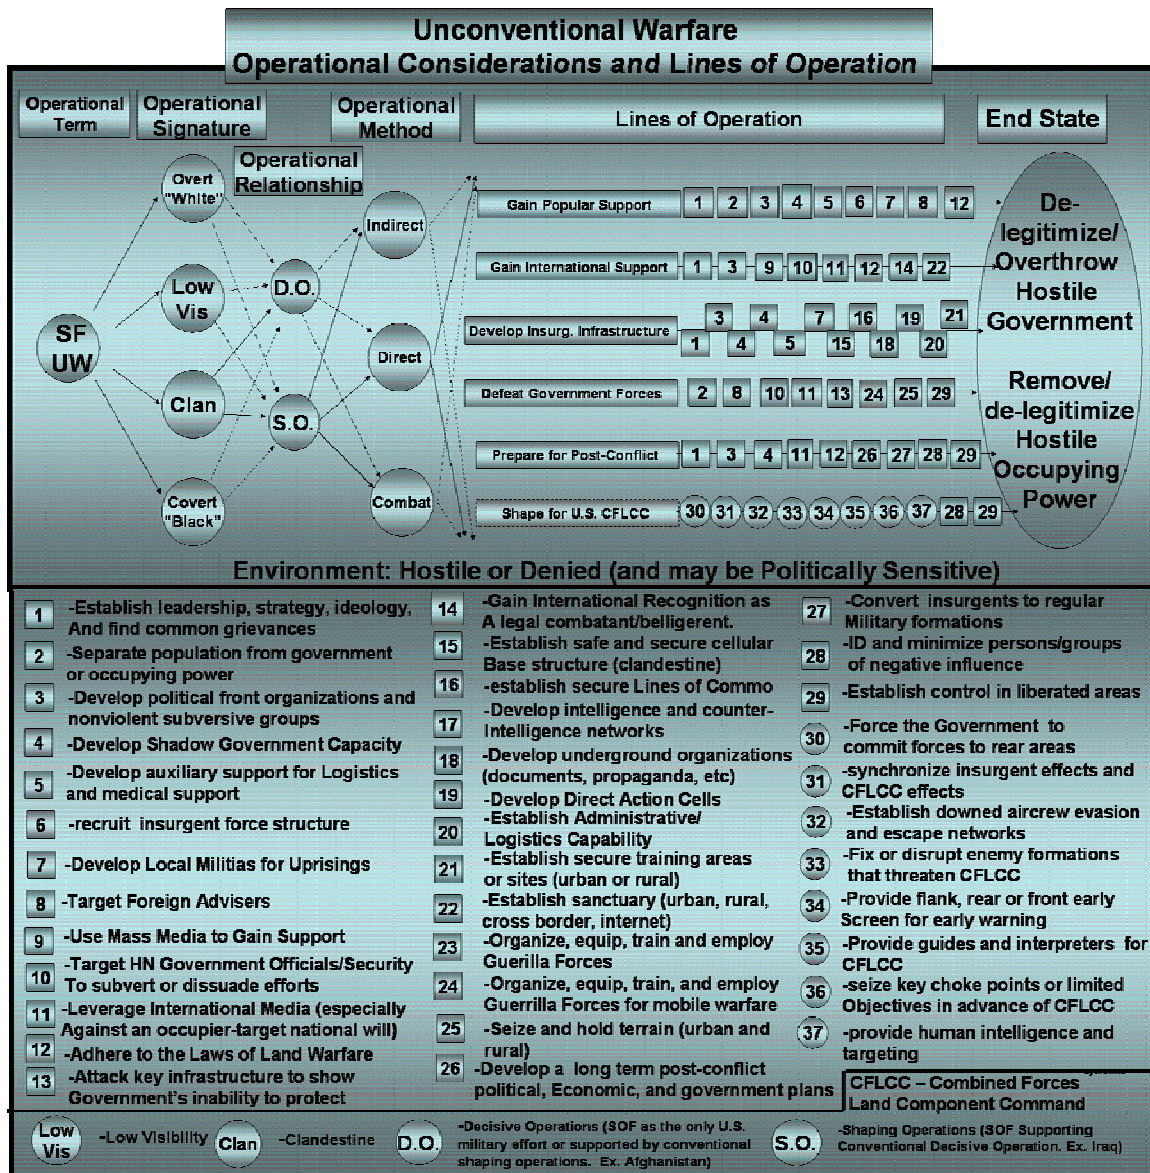 Unconventional Warfare
Operational Considerations and Lines of Operation
Operational
Term
Operational
Signature
Operational
Relationship
Operational
Method
Lines of Operation
End State
SF
UW
Overt
"White"
Low
Vis
Clan
Covert
"Black"
D.O.
S.O.
Indirect
Direct
Combat
Gain Popular Support 1 2 3 4 5 6 7 8 12
Gain International Support 1 3 9 10 11 12 14 22
3 4 7 16 19 21
Develop Insurg. Infrastructure
1 4 5 15 18 20
Defeat Government Forces 2 8 10 11 13 24 25 29
Prepare for Post-Conflict 1 3 4 11 12 26 27 28 29
Shape for U.S. CFLCC 30 31 32 33 34 35 36 37 28 29
De-
legitimize/
Overthrow
Hostile
Government
Remove/
de-legitimize
Hostile
Occupying
Power
Environment: Hostile or Denied (and may be Politically Sensitive)
1 -Establish leadership, strategy, ideology,
And find common grievances
2 -Separate population from government
or occupying power
3 -Develop political front organizations and
nonviolent subversive groups
4 -Develop Shadow Government Capacity
5 -Develop auxiliary support for Logistics
and medical support
6 -recruit insurgent force structure
7 -Develop Local Militias for Uprisings
8 -Target Foreign Advisers
9 -Use Mass Media to Gain Support
10 -Target HN Government Officials/Security
To subvert or dissuade efforts
11 -Leverage International Media (especially
Against an occupier-target national will)
12 -Adhere to the Laws of Land Warfare
13 -Attack key infrastructure to show
Government's inability to protect
14 -Gain International Recognition as
A legal combatant/belligerent.
15 -Establish safe and secure cellular
Base structure (clandestine)
16 -establish secure Lines of Commo
17 -Develop intelligence and counter-
Intelligence networks
18 -Develop underground organizations
(documents, propaganda, etc)
19 -Develop Direct Action Cells
20 -Establish Administrative/
Logistics Capability
21 -Establish secure training areas
or sites (urban or rural)
22 -Establish sanctuary (urban, rural,
cross border, internet)
23 -Organize, equip, train and employ
Guerilla Forces
24 -Organize, equip, train, and employ
Guerrilla Forces for mobile warfare
25 -Seize and hold terrain (urban and
rural)
26 -Develop a long term post-conflict
political, Economic, and government plans
27 -Convert insurgents to regular
Military formations
28 -ID and minimize persons/groups
of negative influence
29 -Establish control in liberated areas
30 -Force the Government to
commit forces to rear areas
31 -synchronize insurgent effects and
CFLCC effects
32 -Establish downed aircrew evasion
and escape networks
33 -Fix or disrupt enemy formations
that threaten CFLCC
34 -Provide flank, rear or front early
Screen for early warning
35 -Provide guides and interpreters for
CFLCC
36 -seize key choke points or limited
Objectives in advance of CFLCC
37 -provide human intelligence and
targeting
CFLCC – Combined Forces
Land Component Command
Low
Vis
-Low Visibility
Clan
-Clandestine
D.O.
-Decisive Operations (SOF as the only U.S.
military effort or supported by conventional
shaping operations. Ex. Afghanistan)
S.O.
-Shaping Operations (SOF Supporting
Conventional Decisive Operation. Ex. Iraq)